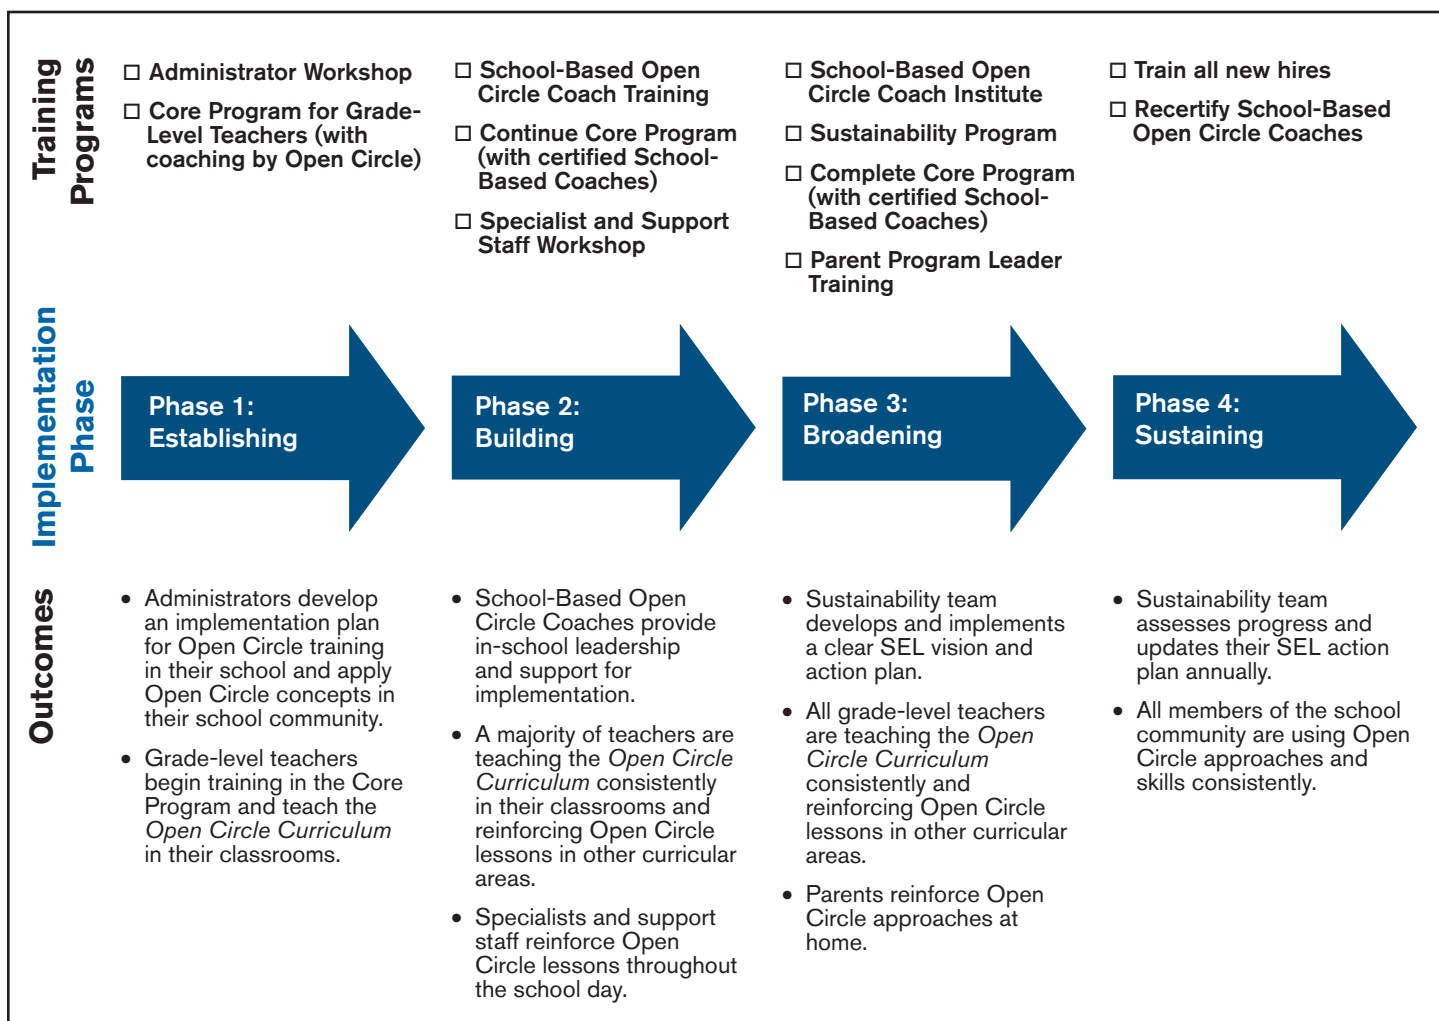 Training
Programs
☐ Administrator Workshop
☐ Core Program for Grade-
Level Teachers (with
coaching by Open Circle)
☐ School-Based Open
Circle Coach Training
☐ Continue Core Program
(with certified School-
Based Coaches)
☐ Specialist and Support
Staff Workshop
☐ School-Based Open
Circle Coach Institute
☐ Sustainability Program
☐ Complete Core Program
(with certified School-
Based Coaches)
☐ Parent Program Leader
Training
☐ Train all new hires
☐ Recertify School-Based
Open Circle Coaches
Implementation
Phase
Phase 1:
Establishing
Phase 2:
Building
Phase 3:
Broadening
Phase 4:
Sustaining
Outcomes
• Administrators develop
an implementation plan
for Open Circle training
in their school and apply
Open Circle concepts in
their school community.
• Grade-level teachers
begin training in the Core
Program and teach the
Open Circle Curriculum
in their classrooms.
• School-Based Open
Circle Coaches provide
in-school leadership
and support for
implementation.
• A majority of teachers are
teaching the Open Circle
Curriculum consistently
in their classrooms and
reinforcing Open Circle
lessons in other curricular
areas.
• Specialists and support
staff reinforce Open
Circle lessons throughout
the school day.
• Sustainability team
develops and implements
a clear SEL vision and
action plan.
• All grade-level teachers
are teaching the Open
Circle Curriculum
consistently and
reinforcing Open Circle
lessons in other curricular
areas.
• Parents reinforce Open
Circle approaches at
home.
• Sustainability team
assesses progress and
updates their SEL action
plan annually.
• All members of the school
community are using Open
Circle approaches and
skills consistently.